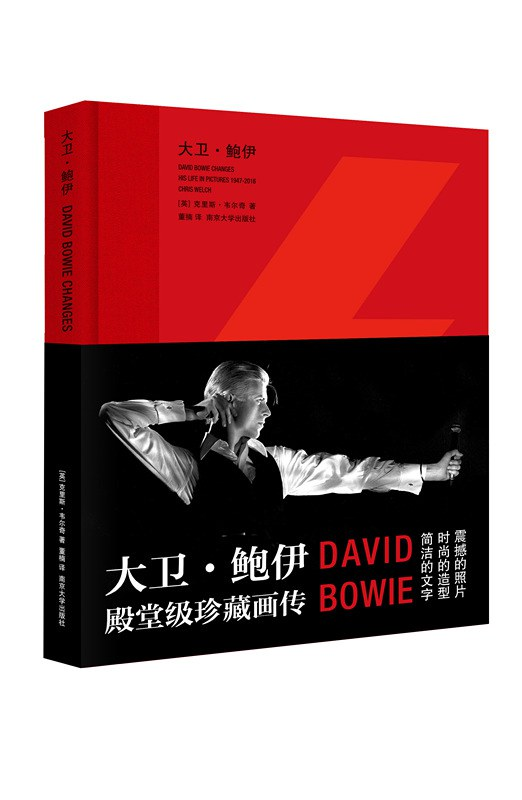 大卫·鲍伊
DAVID BOWIE CHANGES
HIS LIFE IN PICTURES 1947-2016
CHRIS WELCH
[英] 克里斯·韦尔奇 著
董楠 译 南京大学出版社
大卫·鲍伊 DAVID BOWIE CHANGES
[英]克里斯·韦尔奇 著 董楠 译 南京大学出版社
大卫·鲍伊
殿堂级珍藏画传
DAVID
BOWIE
震撼的照片
时尚的造型
简洁的文字